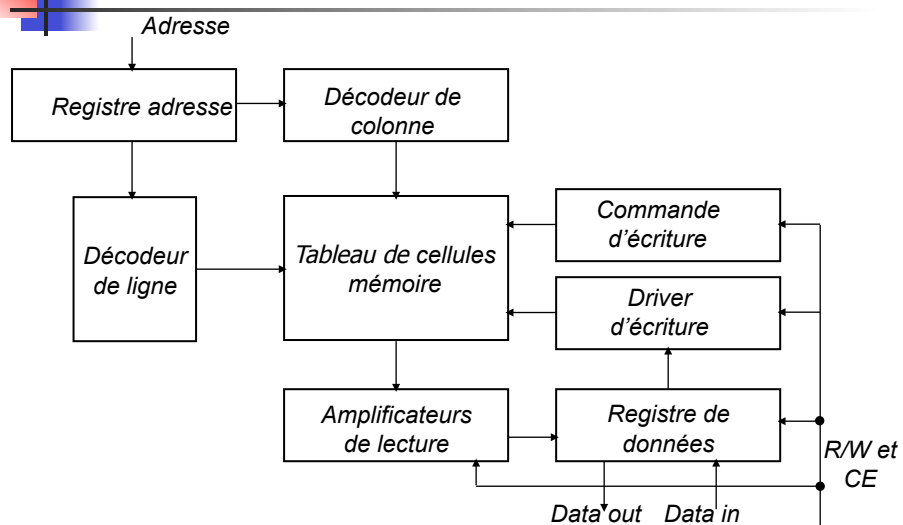 Adresse
Registre adresse
Décodeur de
colonne
Décodeur
de ligne
Tableau de cellules
mémoire
Commande
d'écriture
Driver
d'écriture
Amplificateurs
de lecture
Registre de
données
R/W et
CE
Data out
Data in